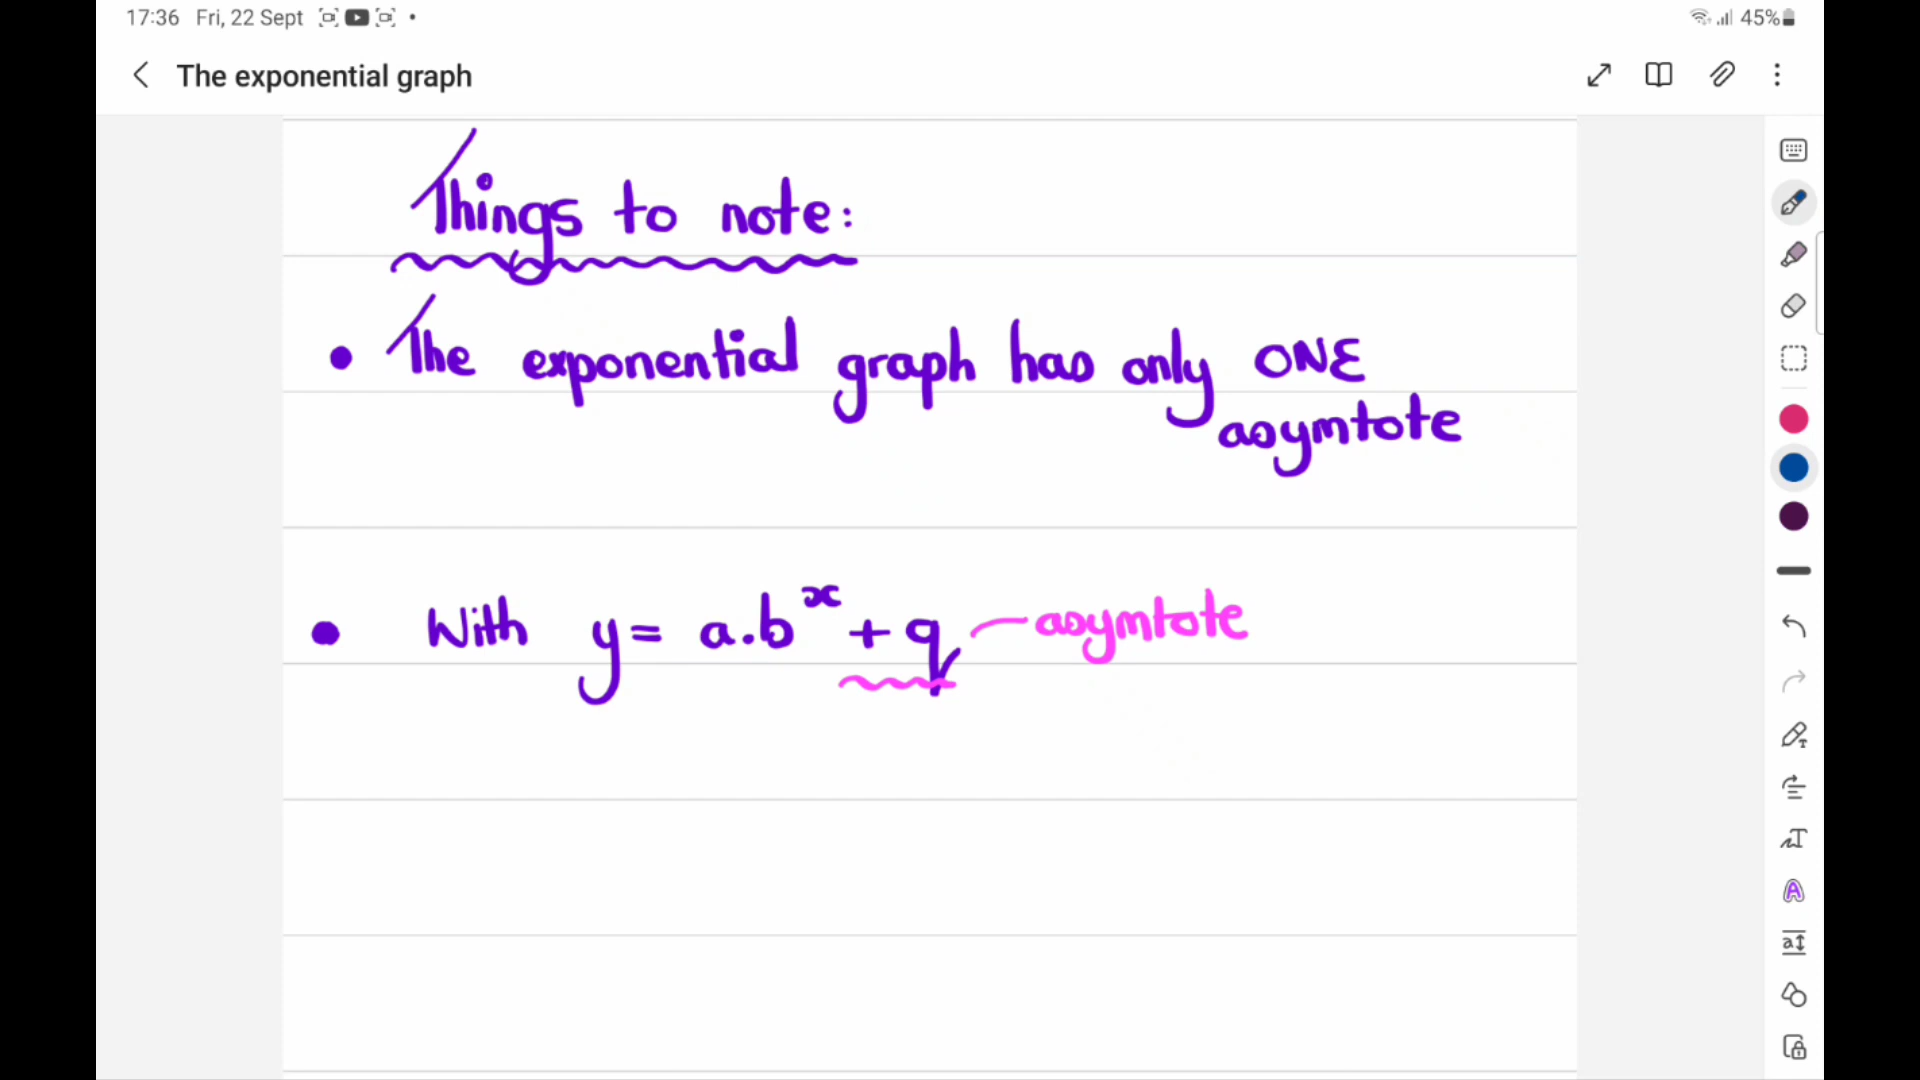 17:36 Fri, 22 Sept
45%
The exponential graph
Things to note:
• The exponential graph has only ONE
asymtote
• With y = a.b^x + q — asymtote